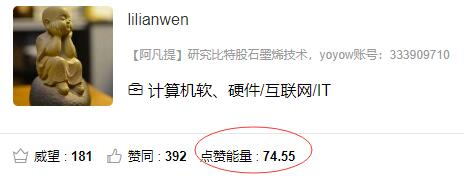 lilianwen
【阿凡提】研究比特股石墨烯技术，yoyow账号：333909710
计算机软、硬件/互联网/IT
威望 : 181 赞同 : 392 点赞能量 : 74.55